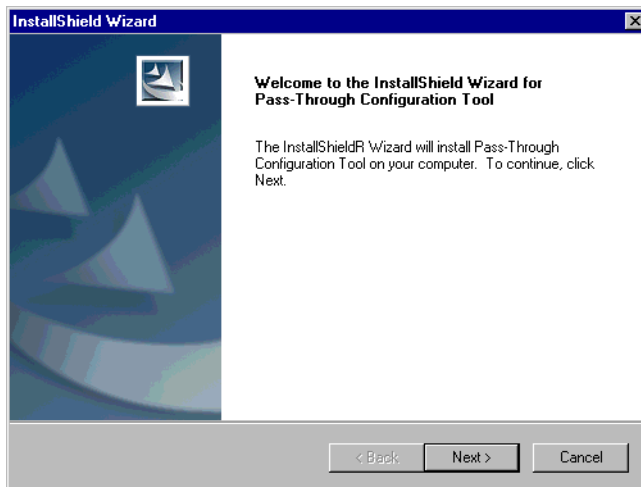 InstallShield Wizard
Welcome to the InstallShield Wizard for
Pass-Through Configuration Tool
The InstallShieldR Wizard will install Pass-Through
Configuration Tool on your computer. To continue, click
Next.
< Back
Next >
Cancel